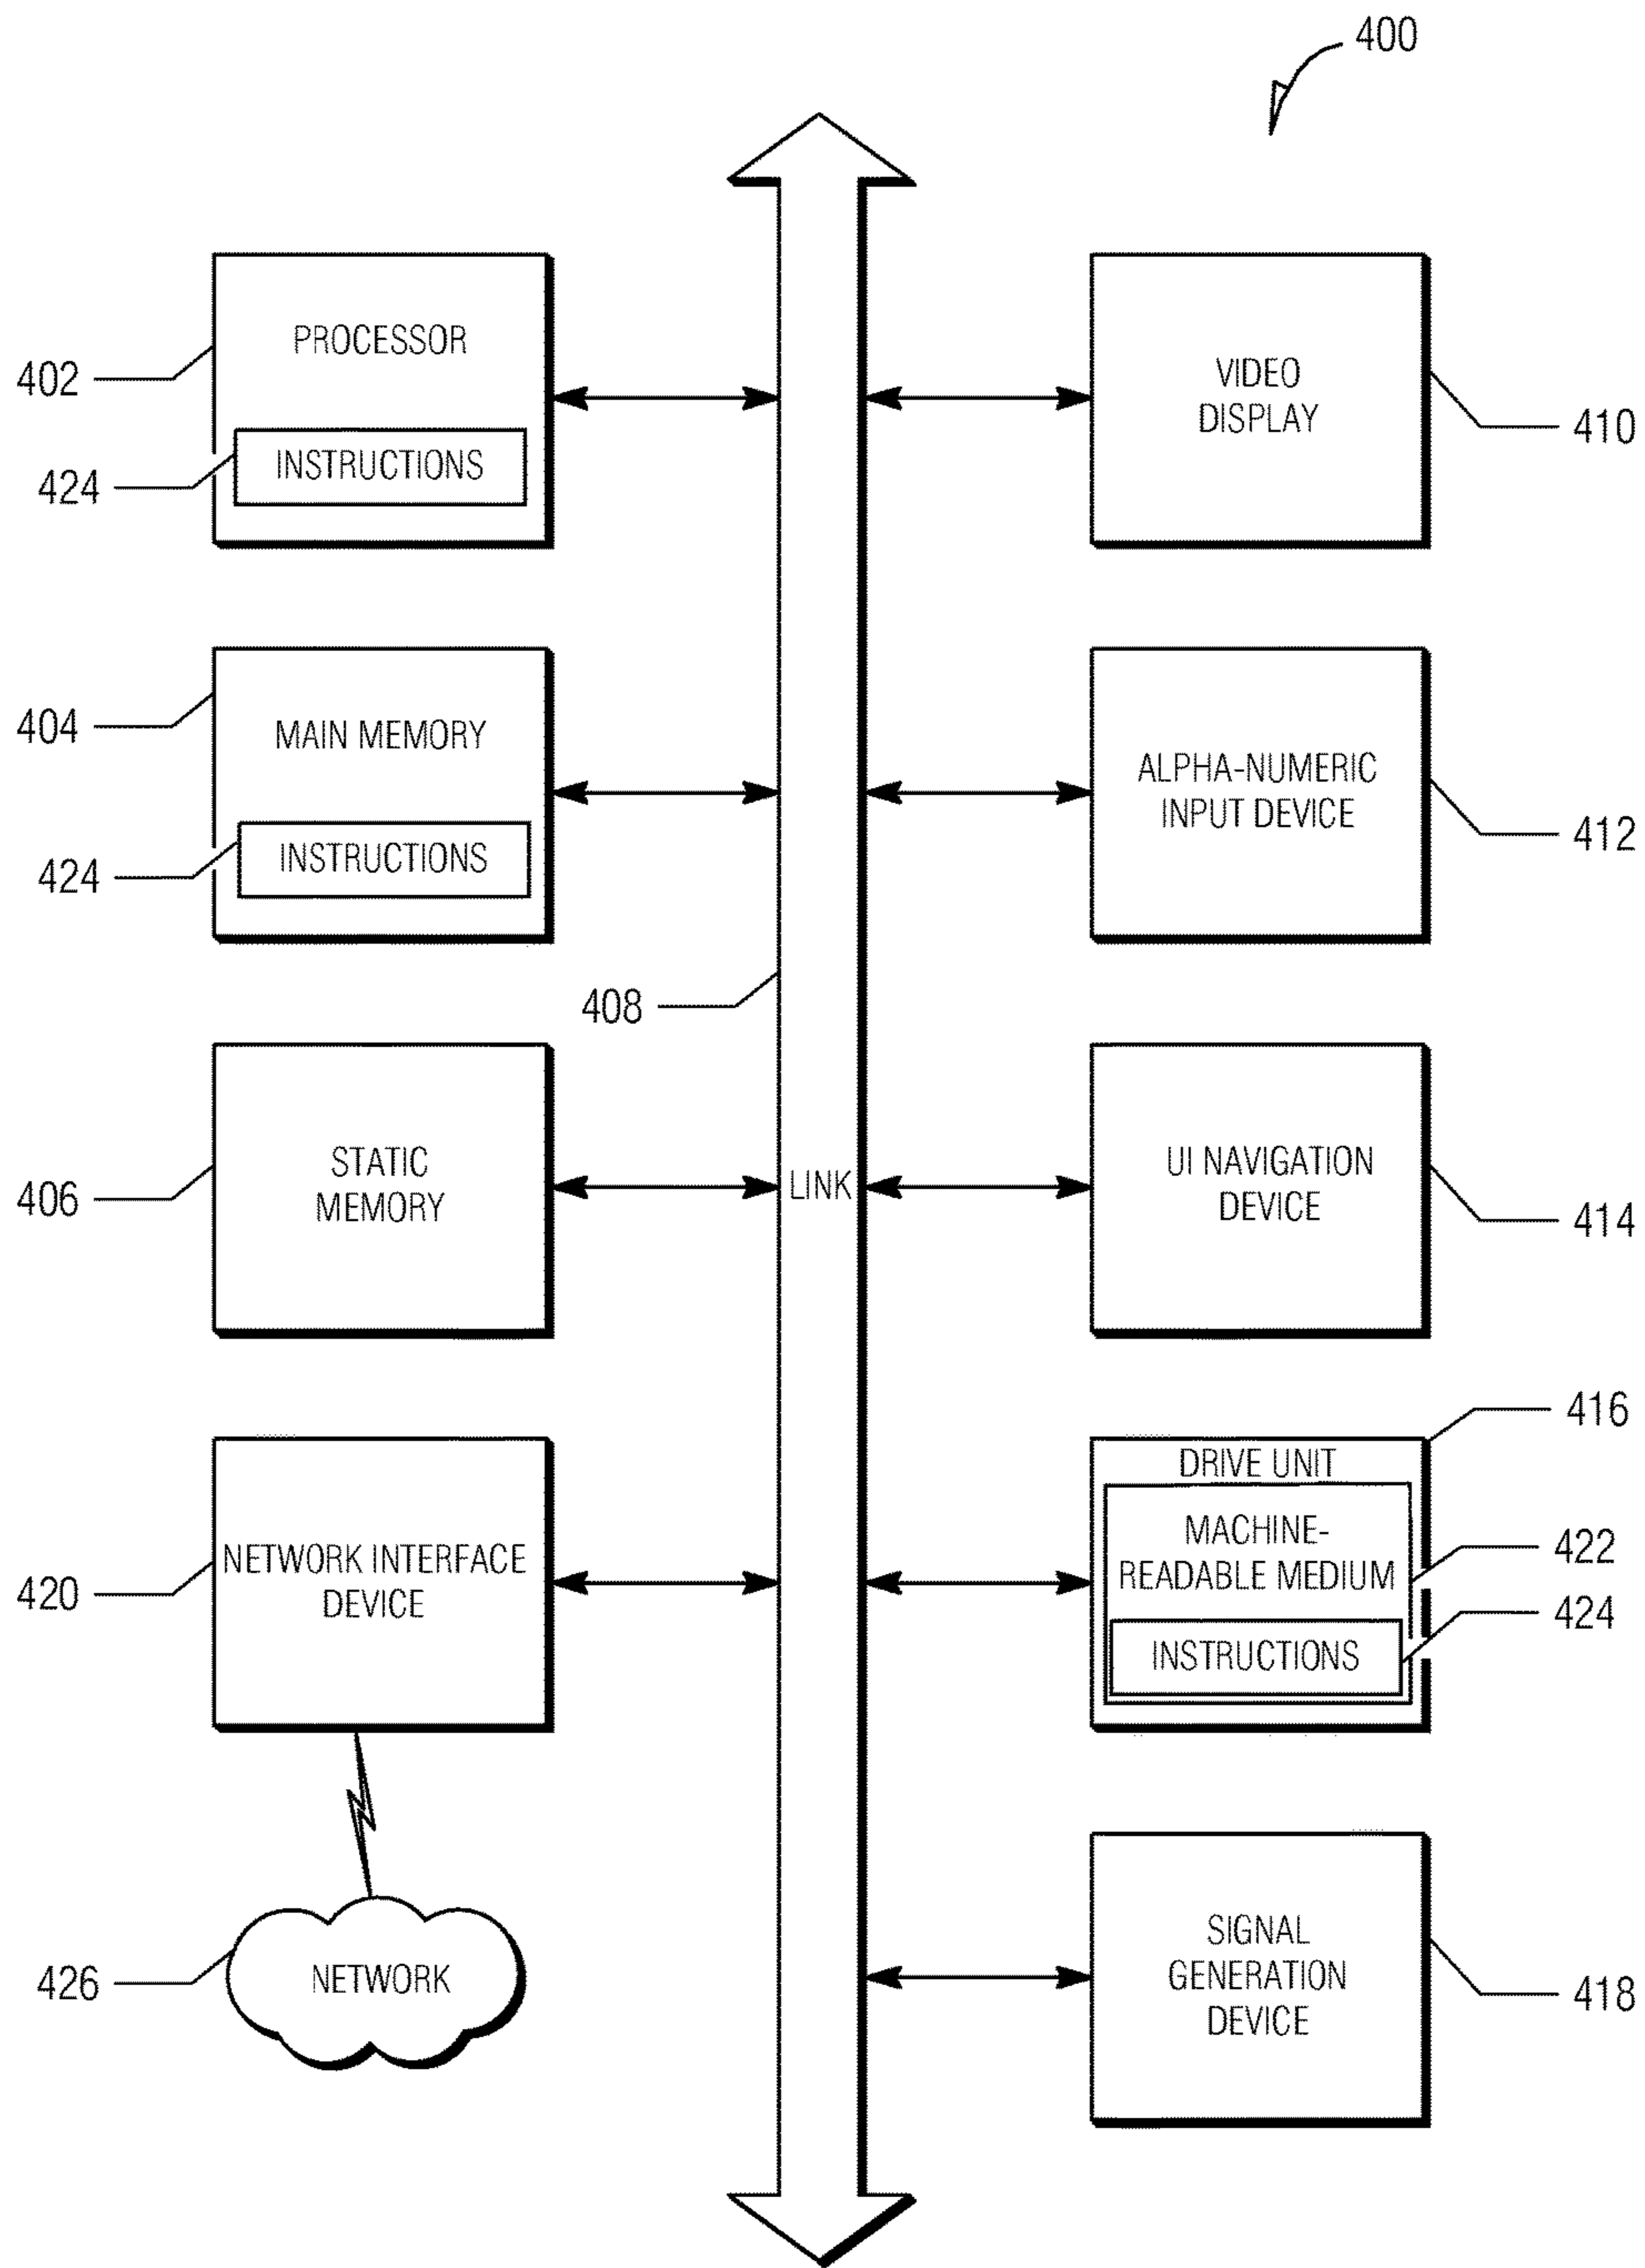 400
PROCESSOR
402
INSTRUCTIONS
424
VIDEO
DISPLAY
410
404
MAIN MEMORY
INSTRUCTIONS
424
ALPHA-NUMERIC
INPUT DEVICE
412
408
STATIC
MEMORY
406
LINK
UI NAVIGATION
DEVICE
414
416
NETWORK INTERFACE
DEVICE
420
DRIVE UNIT
MACHINE-
READABLE MEDIUM
422
424
INSTRUCTIONS
426
NETWORK
SIGNAL
GENERATION
DEVICE
418